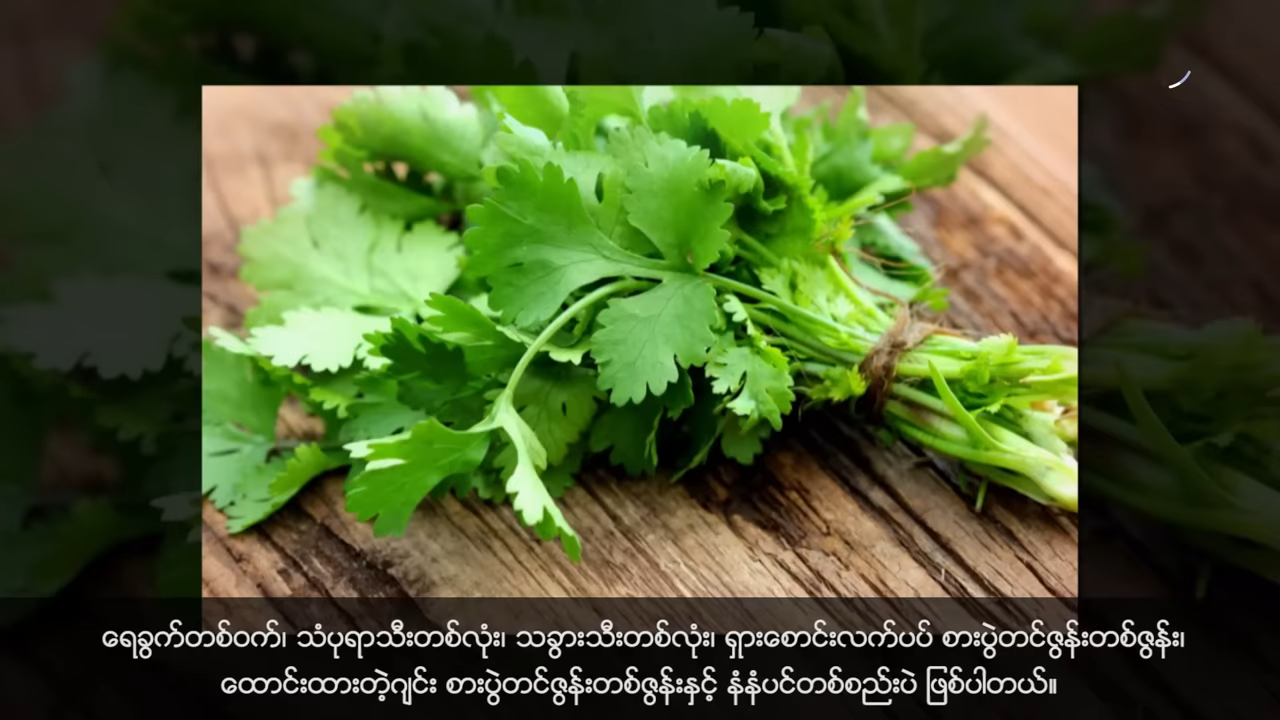 ရေခွက်တစ်ဝက်၊ သံပုရာသီးတစ်လုံး၊ သခွားသီးတစ်လုံး၊ ရှားစောင်းလက်ပပ် စားပွဲတင်ဇွန်းတစ်ဇွန်း၊
ထောင်းထားတဲ့ဂျင်း စားပွဲတင်ဇွန်းတစ်ဇွန်းနှင့် နံနံပင်တစ်စည်းပဲ ဖြစ်ပါတယ်။